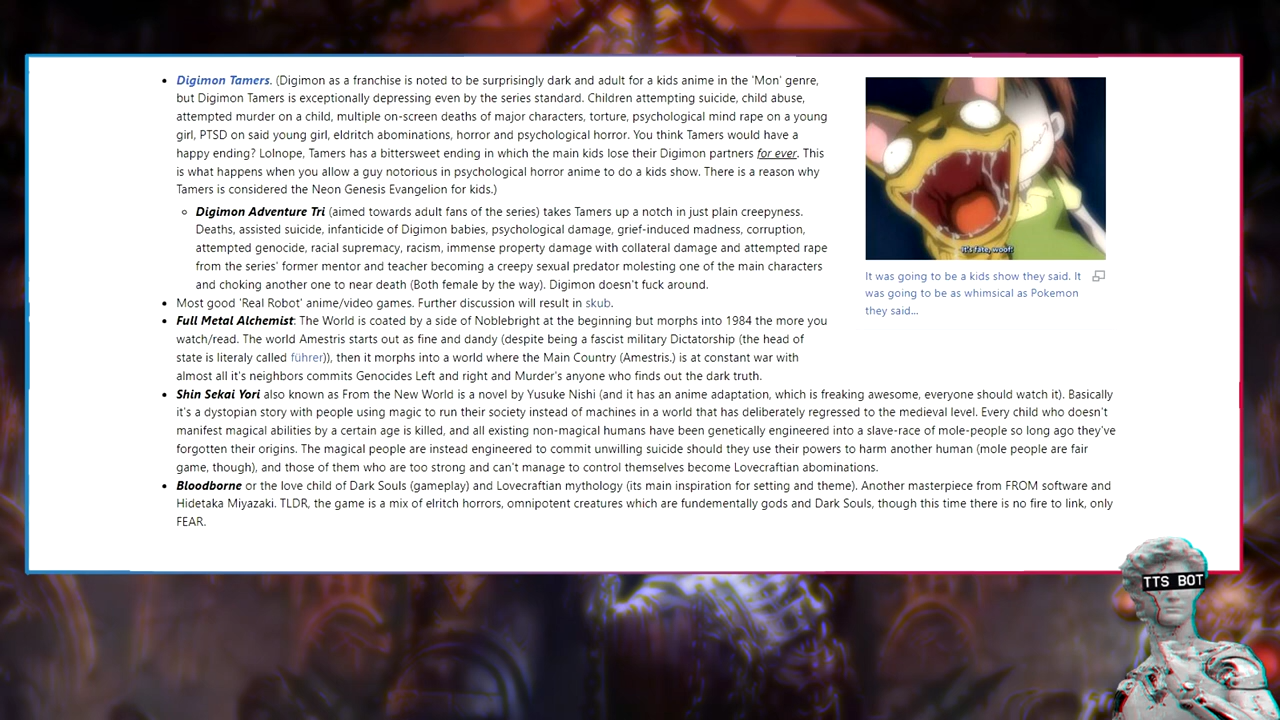 Digimon Tamers. (Digimon as a franchise is noted to be surprisingly dark and adult for a kids anime in the 'Mon' genre,
but Digimon Tamers is exceptionally depressing even by the series standard. Children attempting suicide, child abuse,
attempted murder on a child, multiple on-screen deaths of major characters, torture, psychological mind rape on a young
girl, PTSD on said young girl, eldritch abominations, horror and psychological horror. You think Tamers would have a
happy ending? Lolnope, Tamers has a bittersweet ending in which the main kids lose their Digimon partners for ever. This
is what happens when you allow a guy notorious in psychological horror anime to do a kids show. There is a reason why
Tamers is considered the Neon Genesis Evangelion for kids.)
Digimon Adventure Tri (aimed towards adult fans of the series) takes Tamers up a notch in just plain creepyness.
Deaths, assisted suicide, infanticide of Digimon babies, psychological damage, grief-induced madness, corruption,
attempted genocide, racial supremacy, racism, immense property damage with collateral damage and attempted rape
from the series' former mentor and teacher becoming a creepy sexual predator molesting one of the main characters
and choking another one to near death (Both female by the way). Digimon doesn't fuck around.
Most good 'Real Robot' anime/video games. Further discussion will result in skub.
Full Metal Alchemist: The World is coated by a side of Noblebright at the beginning but morphs into 1984 the more you
watch/read. The world Amestris starts out as fine and dandy (despite being a fascist military Dictatorship (the head of
state is literaly called führer)), then it morphs into a world where the Main Country (Amestris.) is at constant war with
almost all it's neighbors commits Genocides Left and right and Murder's anyone who finds out the dark truth.
Shin Sekai Yori also known as From the New World is a novel by Yusuke Nishi (and it has an anime adaptation, which is freaking awesome, everyone should watch it). Basically
it's a dystopian story with people using magic to run their society instead of machines in a world that has deliberately regressed to the medieval level. Every child who doesn't
manifest magical abilities by a certain age is killed, and all existing non-magical humans have been genetically engineered into a slave-race of mole-people so long ago they've
forgotten their origins. The magical people are instead engineered to commit unwilling suicide should they use their powers to harm another human (mole people are fair
game, though), and those of them who are too strong and can't manage to control themselves become Lovecraftian abominations.
Bloodborne or the love child of Dark Souls (gameplay) and Lovecraftian mythology (its main inspiration for setting and theme). Another masterpiece from FROM software and
Hidetaka Miyazaki. TLDR, the game is a mix of elritch horrors, omnipotent creatures which are fundementally gods and Dark Souls, though this time there is no fire to link, only
FEAR.
It's fate, woof!
It was going to be a kids show they said. It
was going to be as whimsical as Pokemon
they said...
TTS BOT